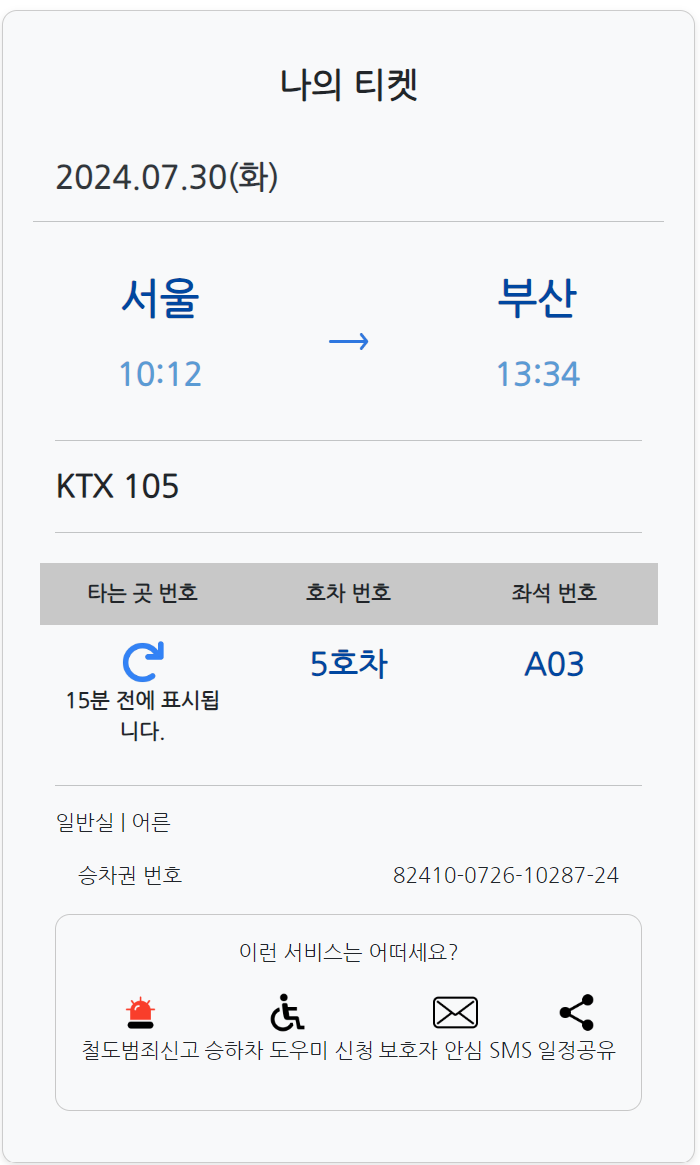 나의 티켓
2024.07.30(화)
서울 → 부산
10:12 13:34
KTX 105
타는 곳 번호 호차 번호 좌석 번호
5호차 A03
15분 전에 표시됩
니다.
일반실 | 어른
승차권 번호 82410-0726-10287-24
이런 서비스는 어떠세요?
철도범죄신고 승하차 도우미 신청 보호자 안심 SMS 일정공유